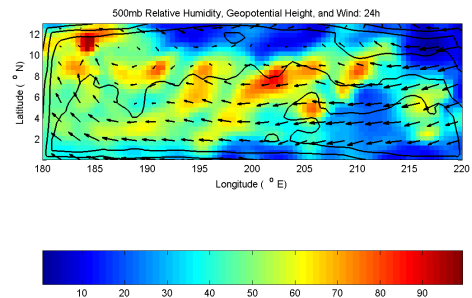 500mb Relative Humidity, Geopotential Height, and Wind: 24h
12
10
8
6
4
2
Latitude ( ° N)
180 185 190 195 200 205 210 215 220
Longitude ( ° E)
10 20 30 40 50 60 70 80 90